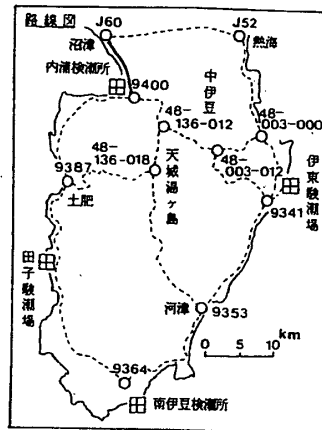 路線図
J60
J52
沼津
熱海
内浦検潮所
中伊豆
9400
48-
136-012
48-
003-000
48-
136-018
48-
003-012
伊東験潮場
9387
土肥
天城湯ヶ島
9341
田子験潮場
河津
9353
0 5 10
km
9364
南伊豆検潮所